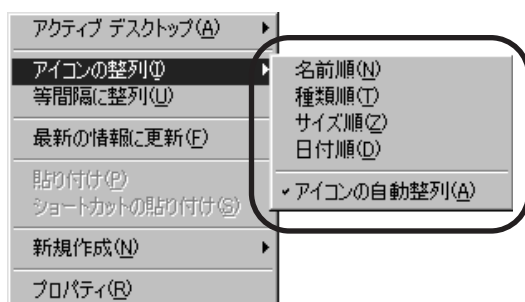 アクティブ デスクトップ(A)
アイコンの整列(I)
等間隔に整列(U)
最新の情報に更新(F)
貼り付け(P)
ショートカットの貼り付け(S)
新規作成(N)
プロパティ(R)
名前順(N)
種類順(T)
サイズ順(Z)
日付順(D)
アイコンの自動整列(A)